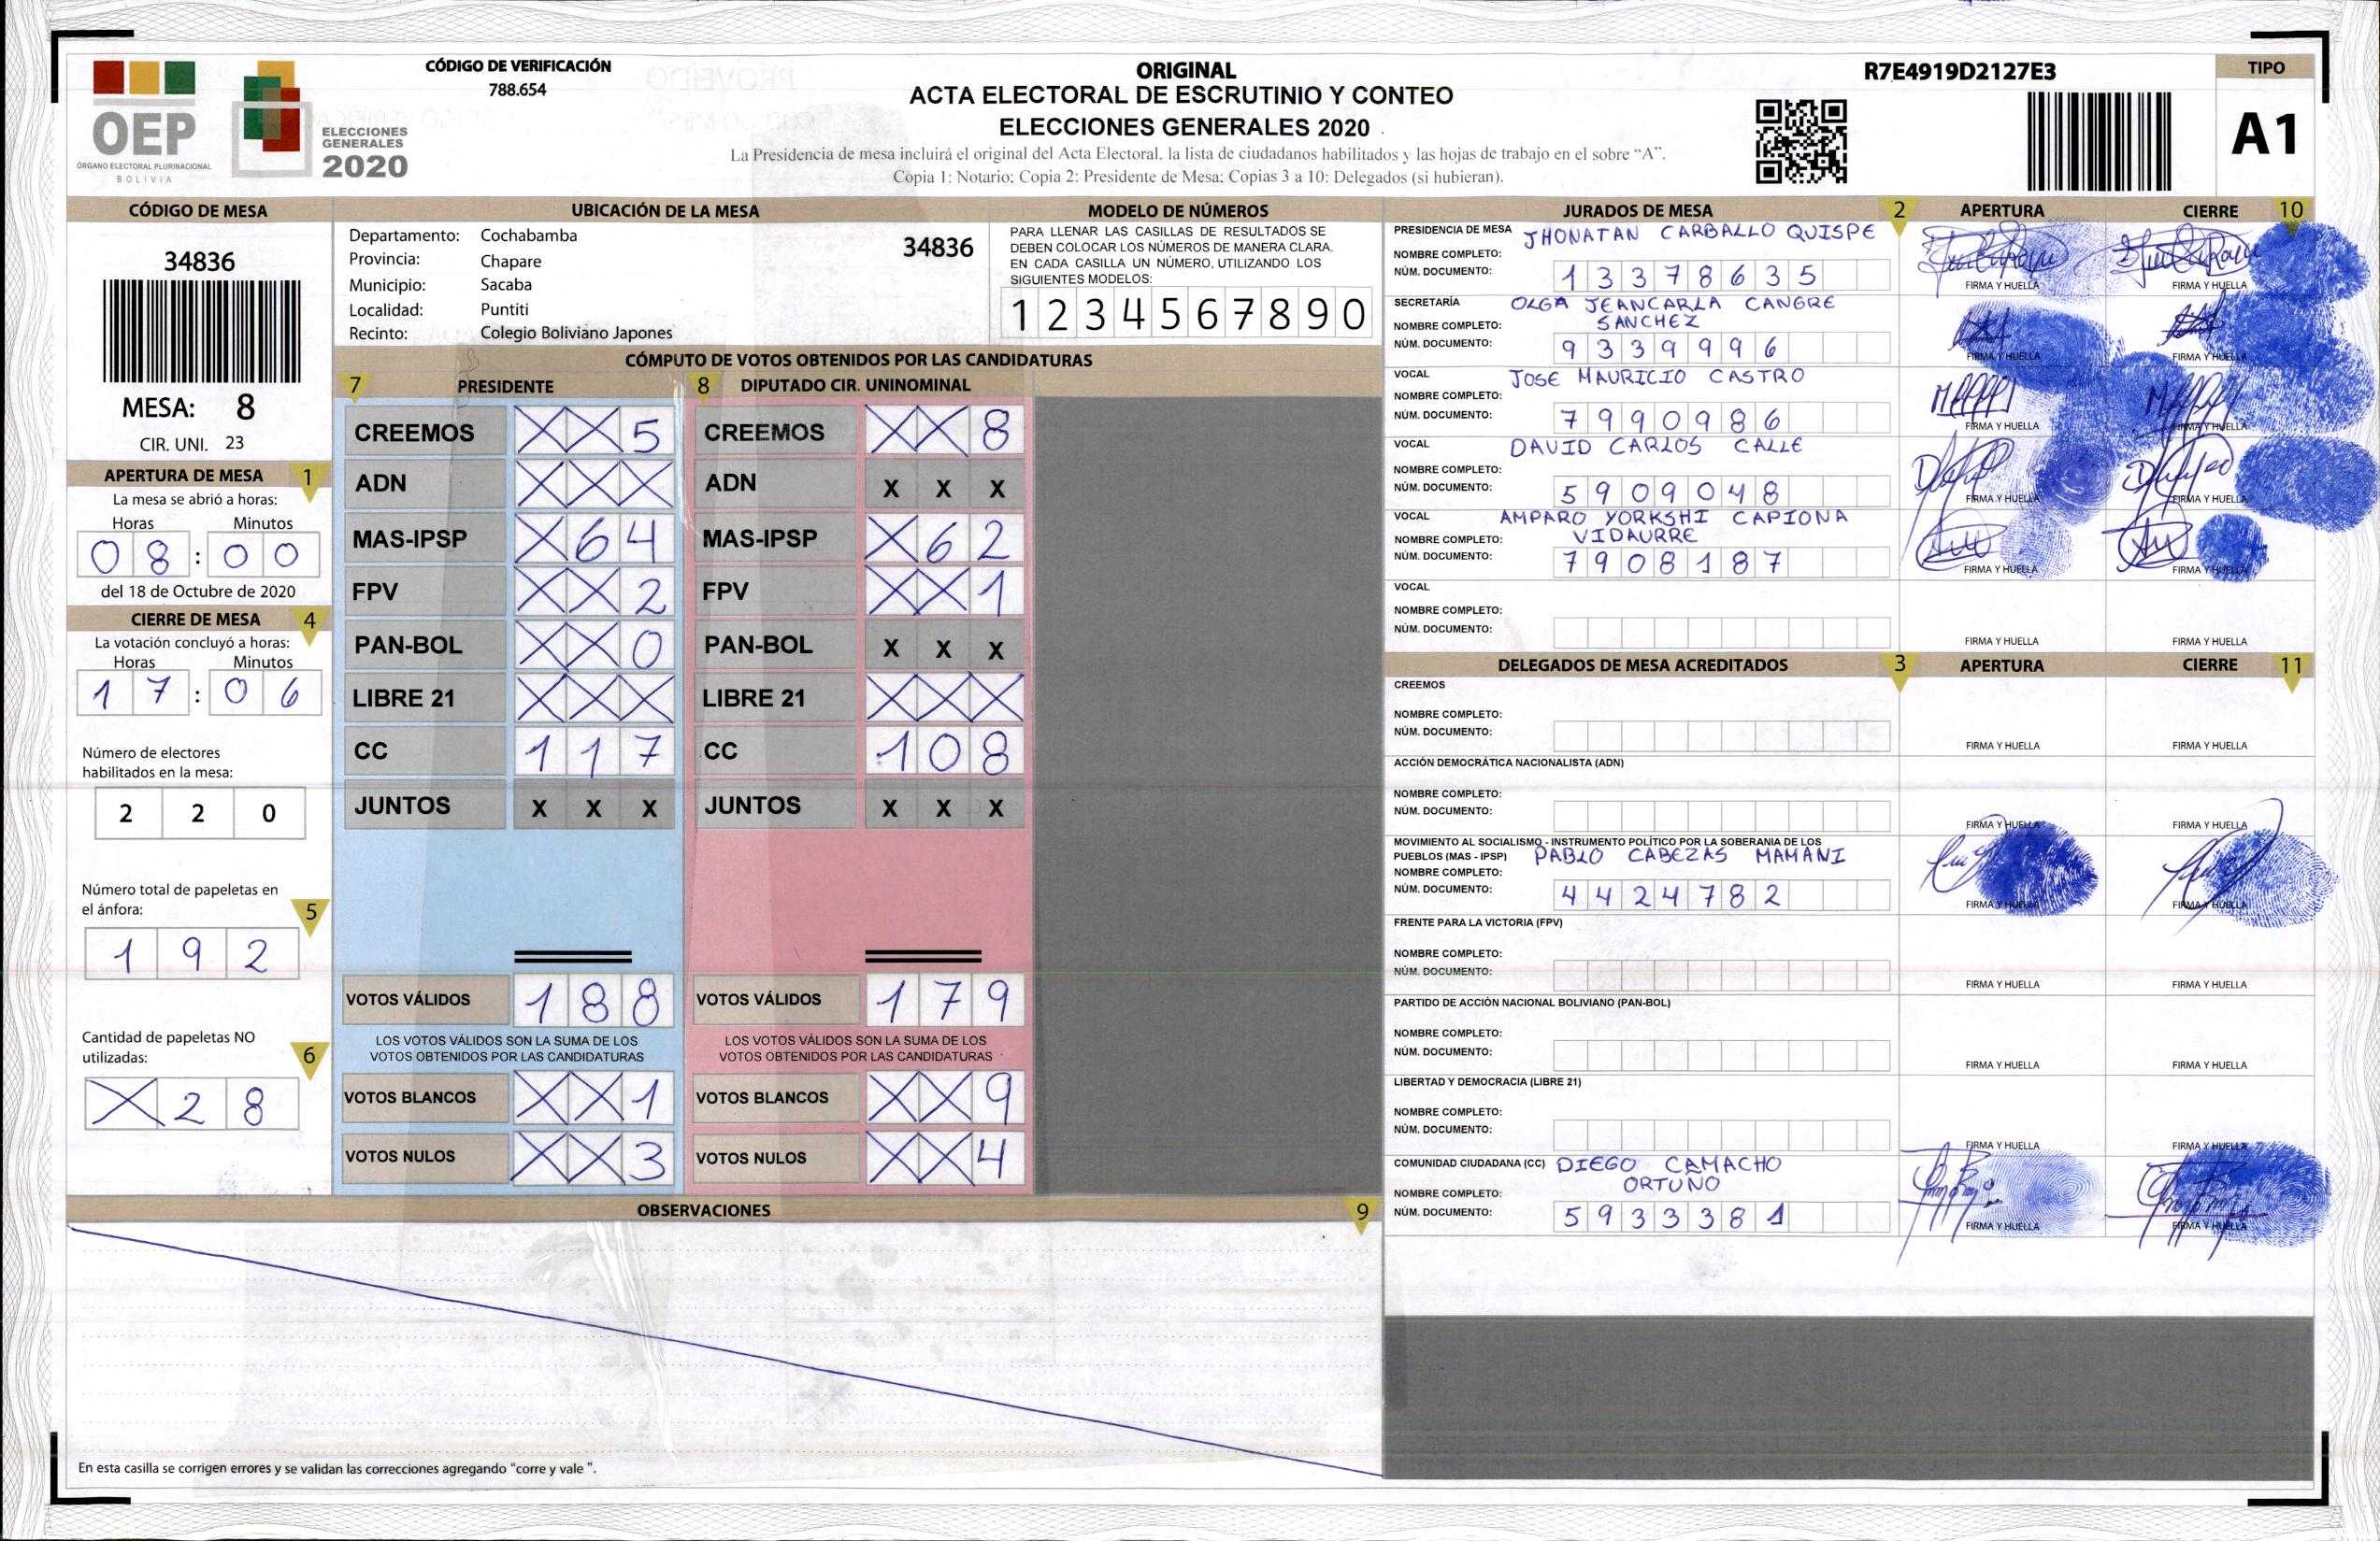 CÓDIGO DE VERIFICACIÓN
788.654
OEP
ÓRGANO ELECTORAL PLURINACIONAL
BOLIVIA
ELECCIONES
GENERALES
2020
ORIGINAL
ACTA ELECTORAL DE ESCRUTINIO Y CONTEO
ELECCIONES GENERALES 2020
La Presidencia de mesa incluirá el original del Acta Electoral, la lista de ciudadanos habilitados y las hojas de trabajo en el sobre “A”.
Copia 1: Notario; Copia 2: Presidente de Mesa; Copias 3 a 10: Delegados (si hubieran).
R7E4919D2127E3
TIPO
A1
CÓDIGO DE MESA
34836
MESA: 8
CIR. UNI. 23
APERTURA DE MESA 1
La mesa se abrió a horas:
Horas Minutos
0 8 : 0 0
del 18 de Octubre de 2020
CIERRE DE MESA 4
La votación concluyó a horas:
Horas Minutos
1 7 : 0 6
Número de electores
habilitados en la mesa:
2 2 0
Número total de papeletas en
el ánfora: 5
1 9 2
Cantidad de papeletas NO
utilizadas: 6
X 2 8
UBICACIÓN DE LA MESA
Departamento: Cochabamba
34836
Provincia: Chapare
Municipio: Sacaba
Localidad: Puntiti
Recinto: Colegio Boliviano Japones
MODELO DE NÚMEROS
PARA LLENAR LAS CASILLAS DE RESULTADOS SE
DEBEN COLOCAR LOS NÚMEROS DE MANERA CLARA.
EN CADA CASILLA UN NÚMERO, UTILIZANDO LOS
SIGUIENTES MODELOS:
1 2 3 4 5 6 7 8 9 0
CÓMPUTO DE VOTOS OBTENIDOS POR LAS CANDIDATURAS
7 PRESIDENTE
CREEMOS X X 5
ADN X X X
MAS-IPSP X 6 4
FPV X X 2
PAN-BOL X X 0
LIBRE 21 X X X
CC 1 1 7
JUNTOS X X X
VOTOS VÁLIDOS 1 8 8
LOS VOTOS VÁLIDOS SON LA SUMA DE LOS
VOTOS OBTENIDOS POR LAS CANDIDATURAS
VOTOS BLANCOS X X 1
VOTOS NULOS X X 3
8 DIPUTADO CIR. UNINOMINAL
CREEMOS X X 8
ADN X X X
MAS-IPSP X 6 2
FPV X X 1
PAN-BOL X X X
LIBRE 21 X X X
CC 1 0 8
JUNTOS X X X
VOTOS VÁLIDOS 1 7 9
LOS VOTOS VÁLIDOS SON LA SUMA DE LOS
VOTOS OBTENIDOS POR LAS CANDIDATURAS
VOTOS BLANCOS X X 9
VOTOS NULOS X X 4
OBSERVACIONES 9
En esta casilla se corrigen errores y se validan las correcciones agregando “corre y vale ”.
JURADOS DE MESA 2 APERTURA CIERRE 10
PRESIDENCIA DE MESA JHONATAN CARBALLO QUISPE
NOMBRE COMPLETO:
NÚM. DOCUMENTO: 1 3 3 7 8 6 3 5
FIRMA Y HUELLA FIRMA Y HUELLA
SECRETARÍA OLGA JEANCARLA CANGRE
NOMBRE COMPLETO: SANCHEZ
NÚM. DOCUMENTO: 9 3 3 9 9 9 6
FIRMA Y HUELLA FIRMA Y HUELLA
VOCAL JOSE MAURICIO CASTRO
NOMBRE COMPLETO:
NÚM. DOCUMENTO: 7 9 9 0 9 8 6
FIRMA Y HUELLA FIRMA Y HUELLA
VOCAL DAVID CARLOS CALLE
NOMBRE COMPLETO:
NÚM. DOCUMENTO: 5 9 0 9 0 4 8
FIRMA Y HUELLA FIRMA Y HUELLA
VOCAL AMPARO YORKSHI CAPIONA
NOMBRE COMPLETO: VIDAURRE
NÚM. DOCUMENTO: 7 9 0 8 1 8 7
FIRMA Y HUELLA FIRMA Y HUELLA
VOCAL
NOMBRE COMPLETO:
NÚM. DOCUMENTO:
FIRMA Y HUELLA FIRMA Y HUELLA
DELEGADOS DE MESA ACREDITADOS 3 APERTURA CIERRE 11
CREEMOS
NOMBRE COMPLETO:
NÚM. DOCUMENTO:
FIRMA Y HUELLA FIRMA Y HUELLA
ACCIÓN DEMOCRÁTICA NACIONALISTA (ADN)
NOMBRE COMPLETO:
NÚM. DOCUMENTO:
FIRMA Y HUELLA FIRMA Y HUELLA
MOVIMIENTO AL SOCIALISMO - INSTRUMENTO POLÍTICO POR LA SOBERANIA DE LOS
PUEBLOS (MAS - IPSP) PABLO CABEZAS MAMANI
NOMBRE COMPLETO:
NÚM. DOCUMENTO: 4 4 2 4 7 8 2
FIRMA Y HUELLA FIRMA Y HUELLA
FRENTE PARA LA VICTORIA (FPV)
NOMBRE COMPLETO:
NÚM. DOCUMENTO:
FIRMA Y HUELLA FIRMA Y HUELLA
PARTIDO DE ACCIÓN NACIONAL BOLIVIANO (PAN-BOL)
NOMBRE COMPLETO:
NÚM. DOCUMENTO:
FIRMA Y HUELLA FIRMA Y HUELLA
LIBERTAD Y DEMOCRACIA (LIBRE 21)
NOMBRE COMPLETO:
NÚM. DOCUMENTO:
FIRMA Y HUELLA FIRMA Y HUELLA
COMUNIDAD CIUDADANA (CC) DIEGO CAMACHO
ORTUNO
NOMBRE COMPLETO:
NÚM. DOCUMENTO: 5 9 3 3 3 8 1
FIRMA Y HUELLA FIRMA Y HUELLA